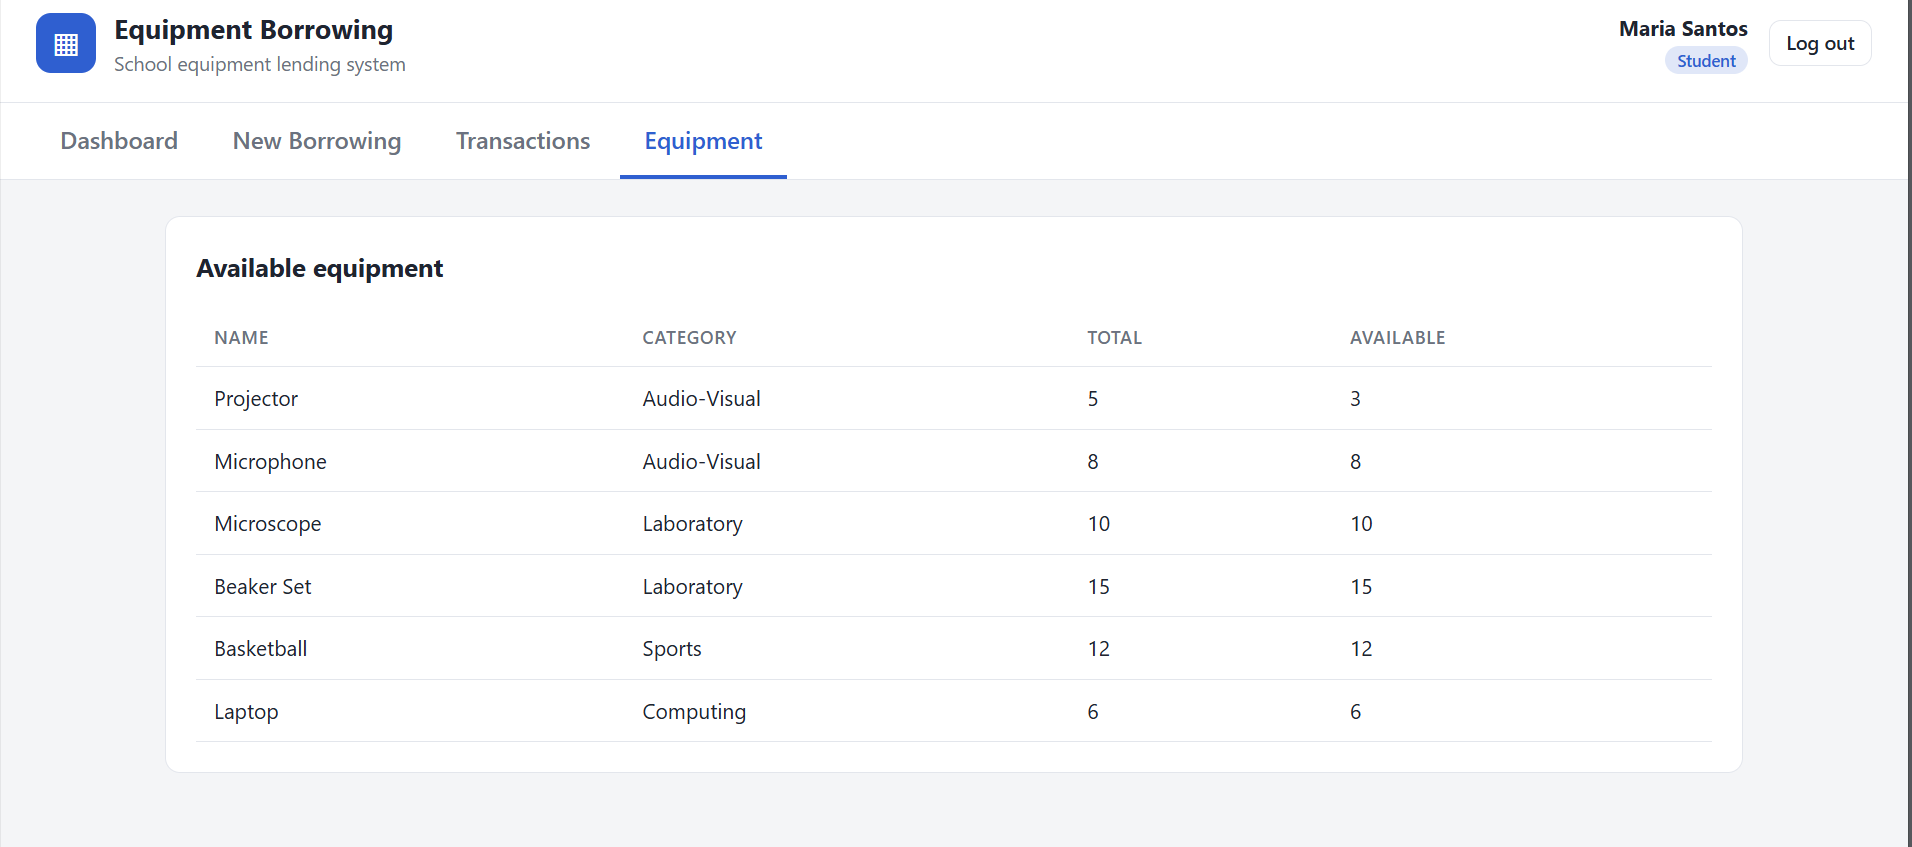 Equipment Borrowing
School equipment lending system
Maria Santos
Student
Log out
Dashboard New Borrowing Transactions Equipment
Available equipment
NAME CATEGORY TOTAL AVAILABLE
Projector Audio-Visual 5 3
Microphone Audio-Visual 8 8
Microscope Laboratory 10 10
Beaker Set Laboratory 15 15
Basketball Sports 12 12
Laptop Computing 6 6